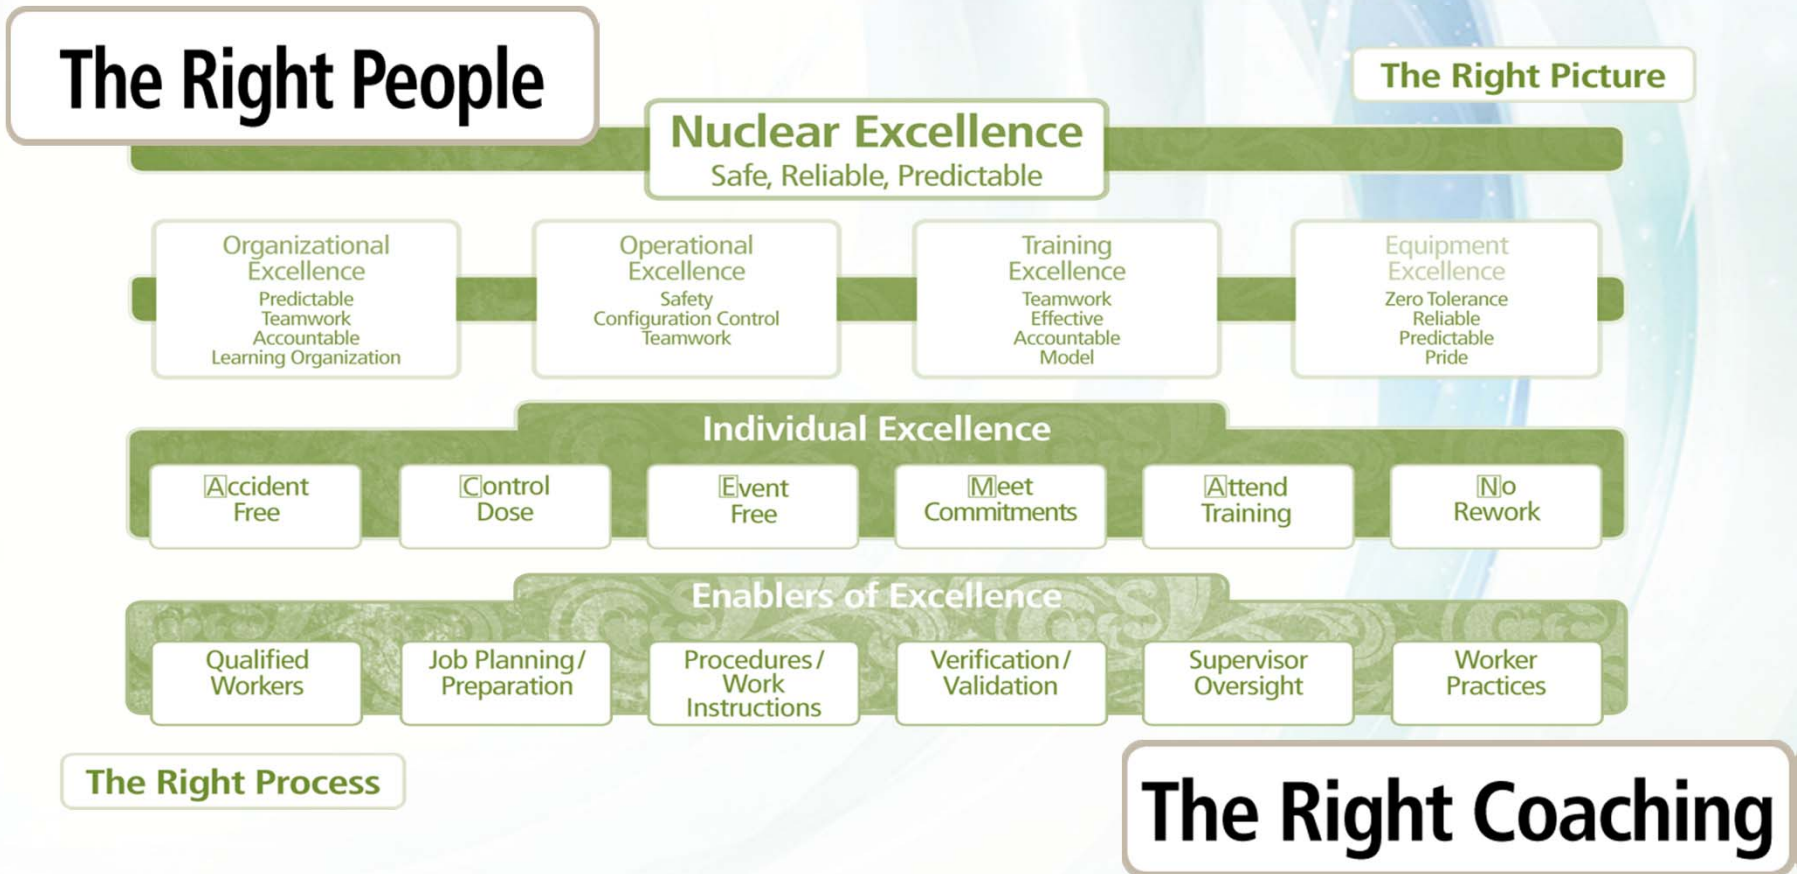 The Right People
The Right Picture
Nuclear Excellence
Safe, Reliable, Predictable
Organizational
Excellence
Predictable
Teamwork
Accountable
Learning Organization
Operational
Excellence
Safety
Configuration Control
Teamwork
Training
Excellence
Teamwork
Effective
Accountable
Model
Equipment
Excellence
Zero Tolerance
Reliable
Predictable
Pride
Individual Excellence
Accident
Free
Control
Dose
Event
Free
Meet
Commitments
Attend
Training
No
Rework
Enablers of Excellence
Qualified
Workers
Job Planning/
Preparation
Procedures/
Work
Instructions
Verification/
Validation
Supervisor
Oversight
Worker
Practices
The Right Process
The Right Coaching